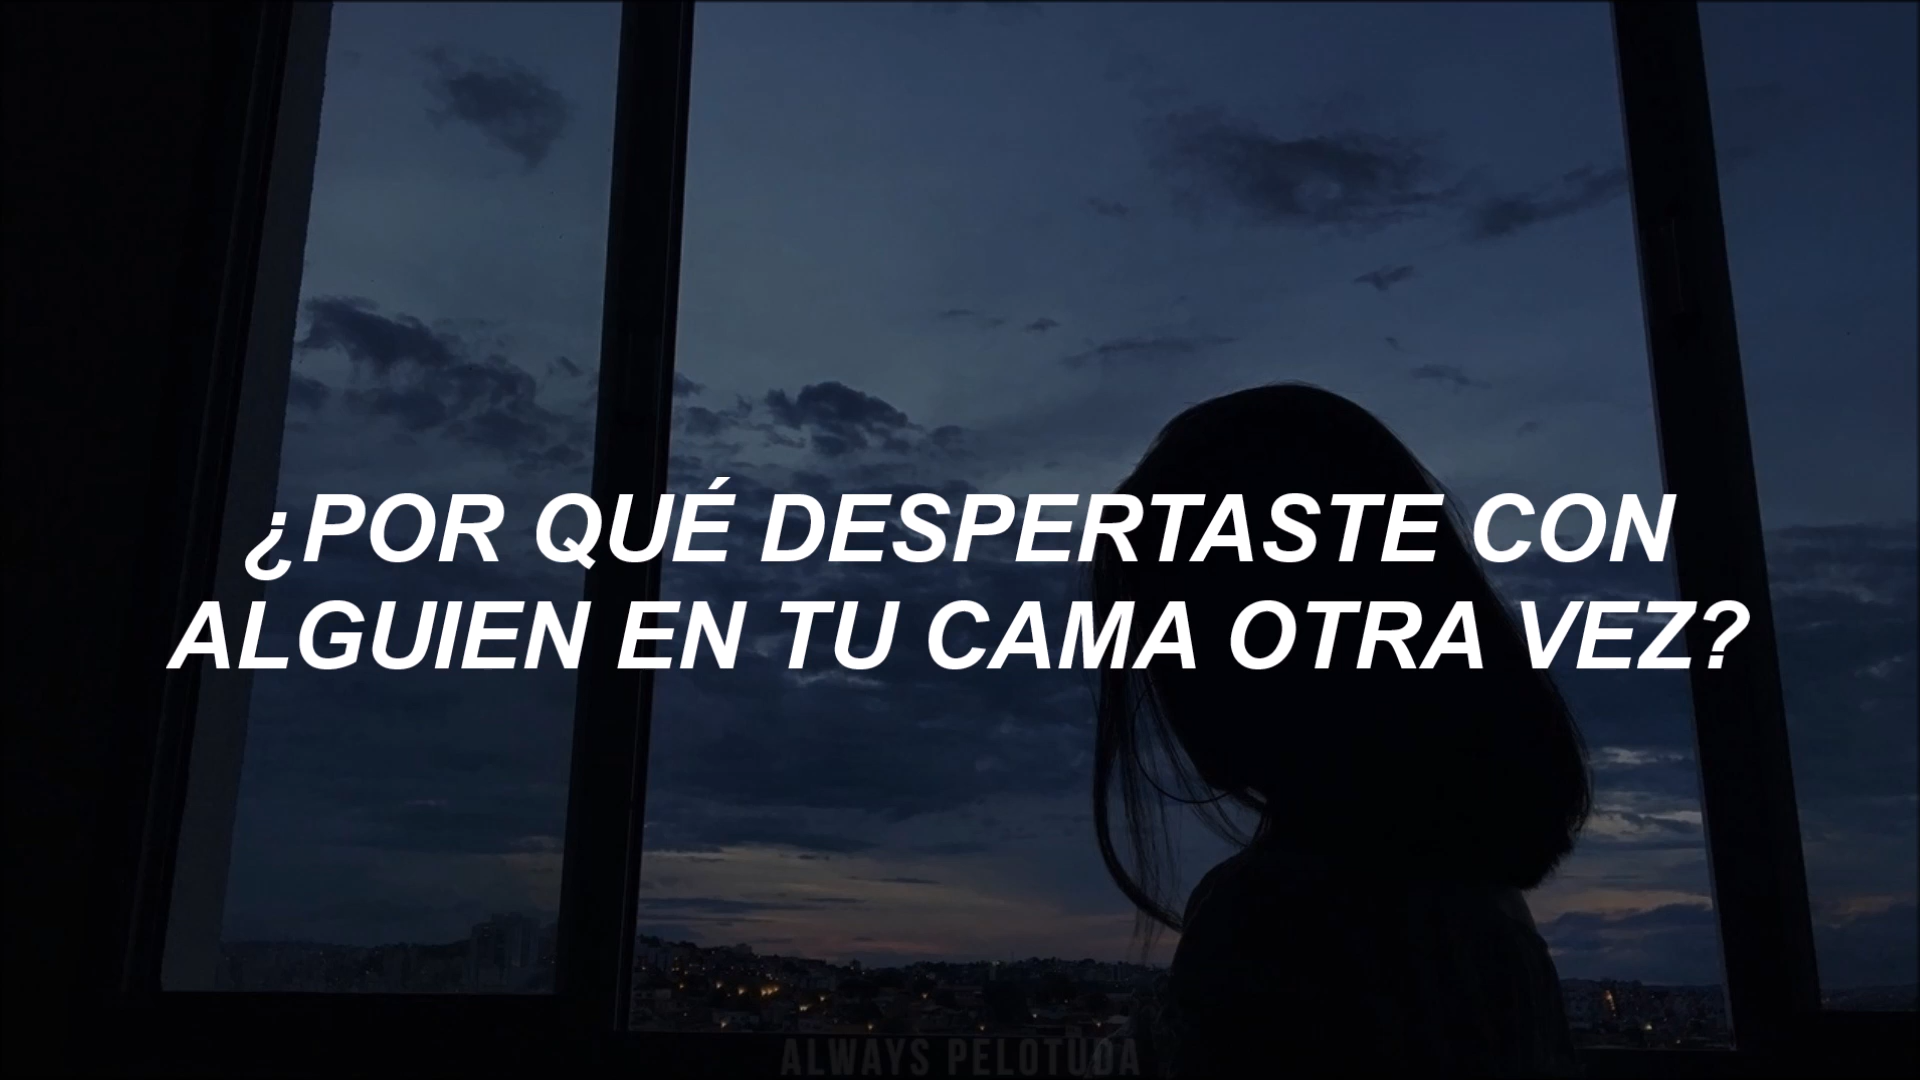 ¿POR QUÉ DESPERTASTE CON
ALGUIEN EN TU CAMA OTRA VEZ?
ALWAYS PELOTUDA